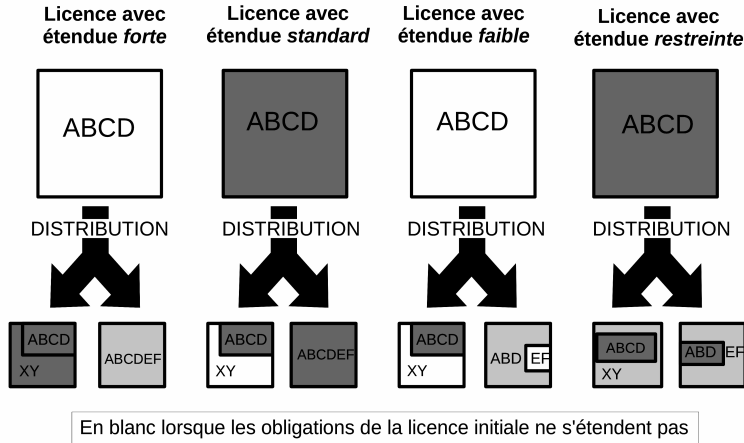 Licence avec
étendue forte
Licence avec
étendue standard
Licence avec
étendue faible
Licence avec
étendue restreinte
ABCD
ABCD
ABCD
ABCD
DISTRIBUTION
DISTRIBUTION
DISTRIBUTION
DISTRIBUTION
ABCD
XY
ABCDEF
ABCD
XY
ABCDEF
ABCD
XY
ABD EF
ABCD
XY
ABD EF
En blanc lorsque les obligations de la licence initiale ne s'étendent pas